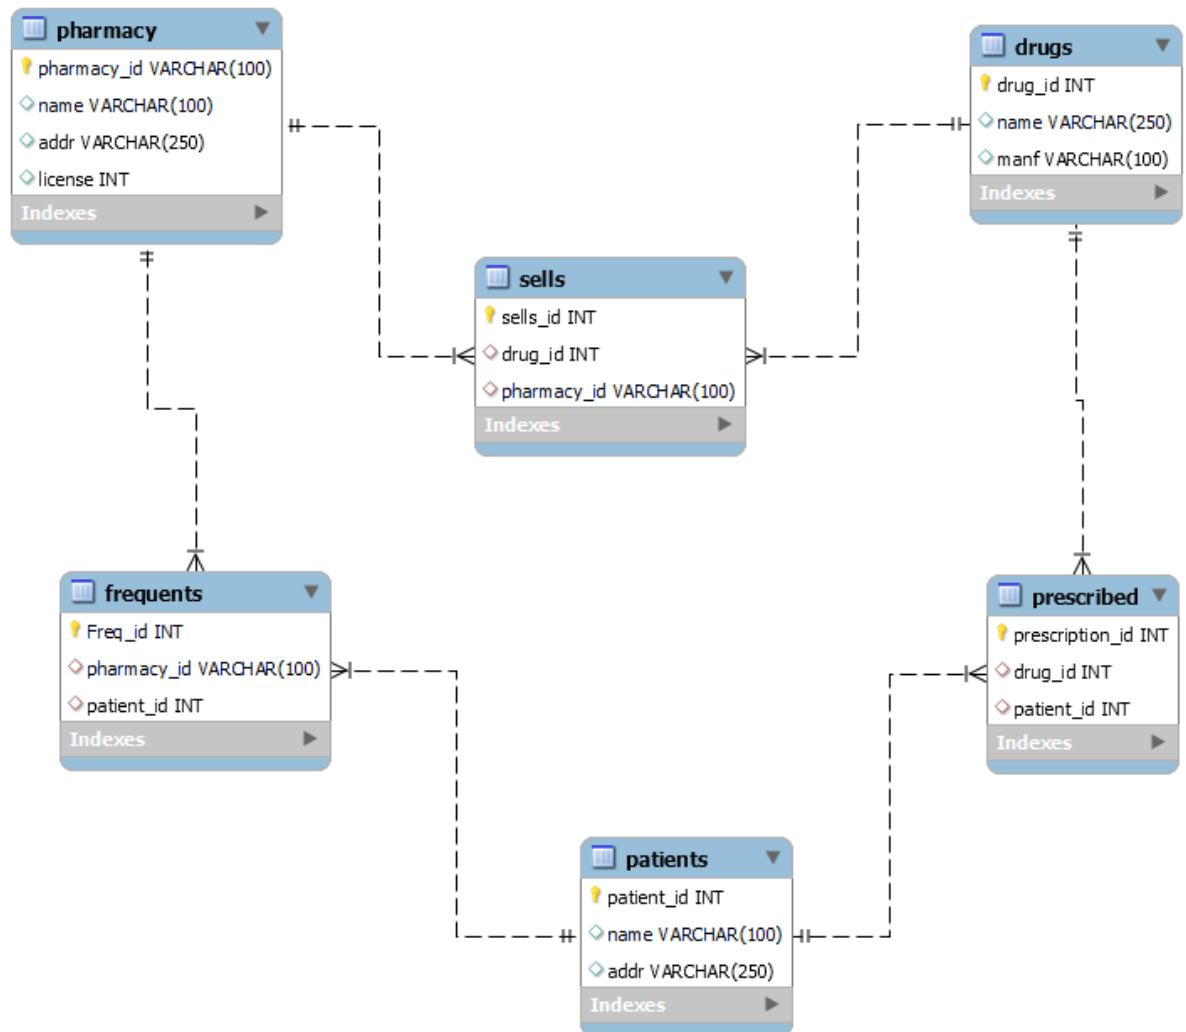 pharmacy
pharmacy_id VARCHAR(100)
name VARCHAR(100)
addr VARCHAR(250)
license INT
Indexes
drugs
drug_id INT
name VARCHAR(250)
manf VARCHAR(100)
Indexes
sells
sells_id INT
drug_id INT
pharmacy_id VARCHAR(100)
Indexes
frequents
Freq_id INT
pharmacy_id VARCHAR(100)
patient_id INT
Indexes
prescribed
prescription_id INT
drug_id INT
patient_id INT
Indexes
patients
patient_id INT
name VARCHAR(100)
addr VARCHAR(250)
Indexes